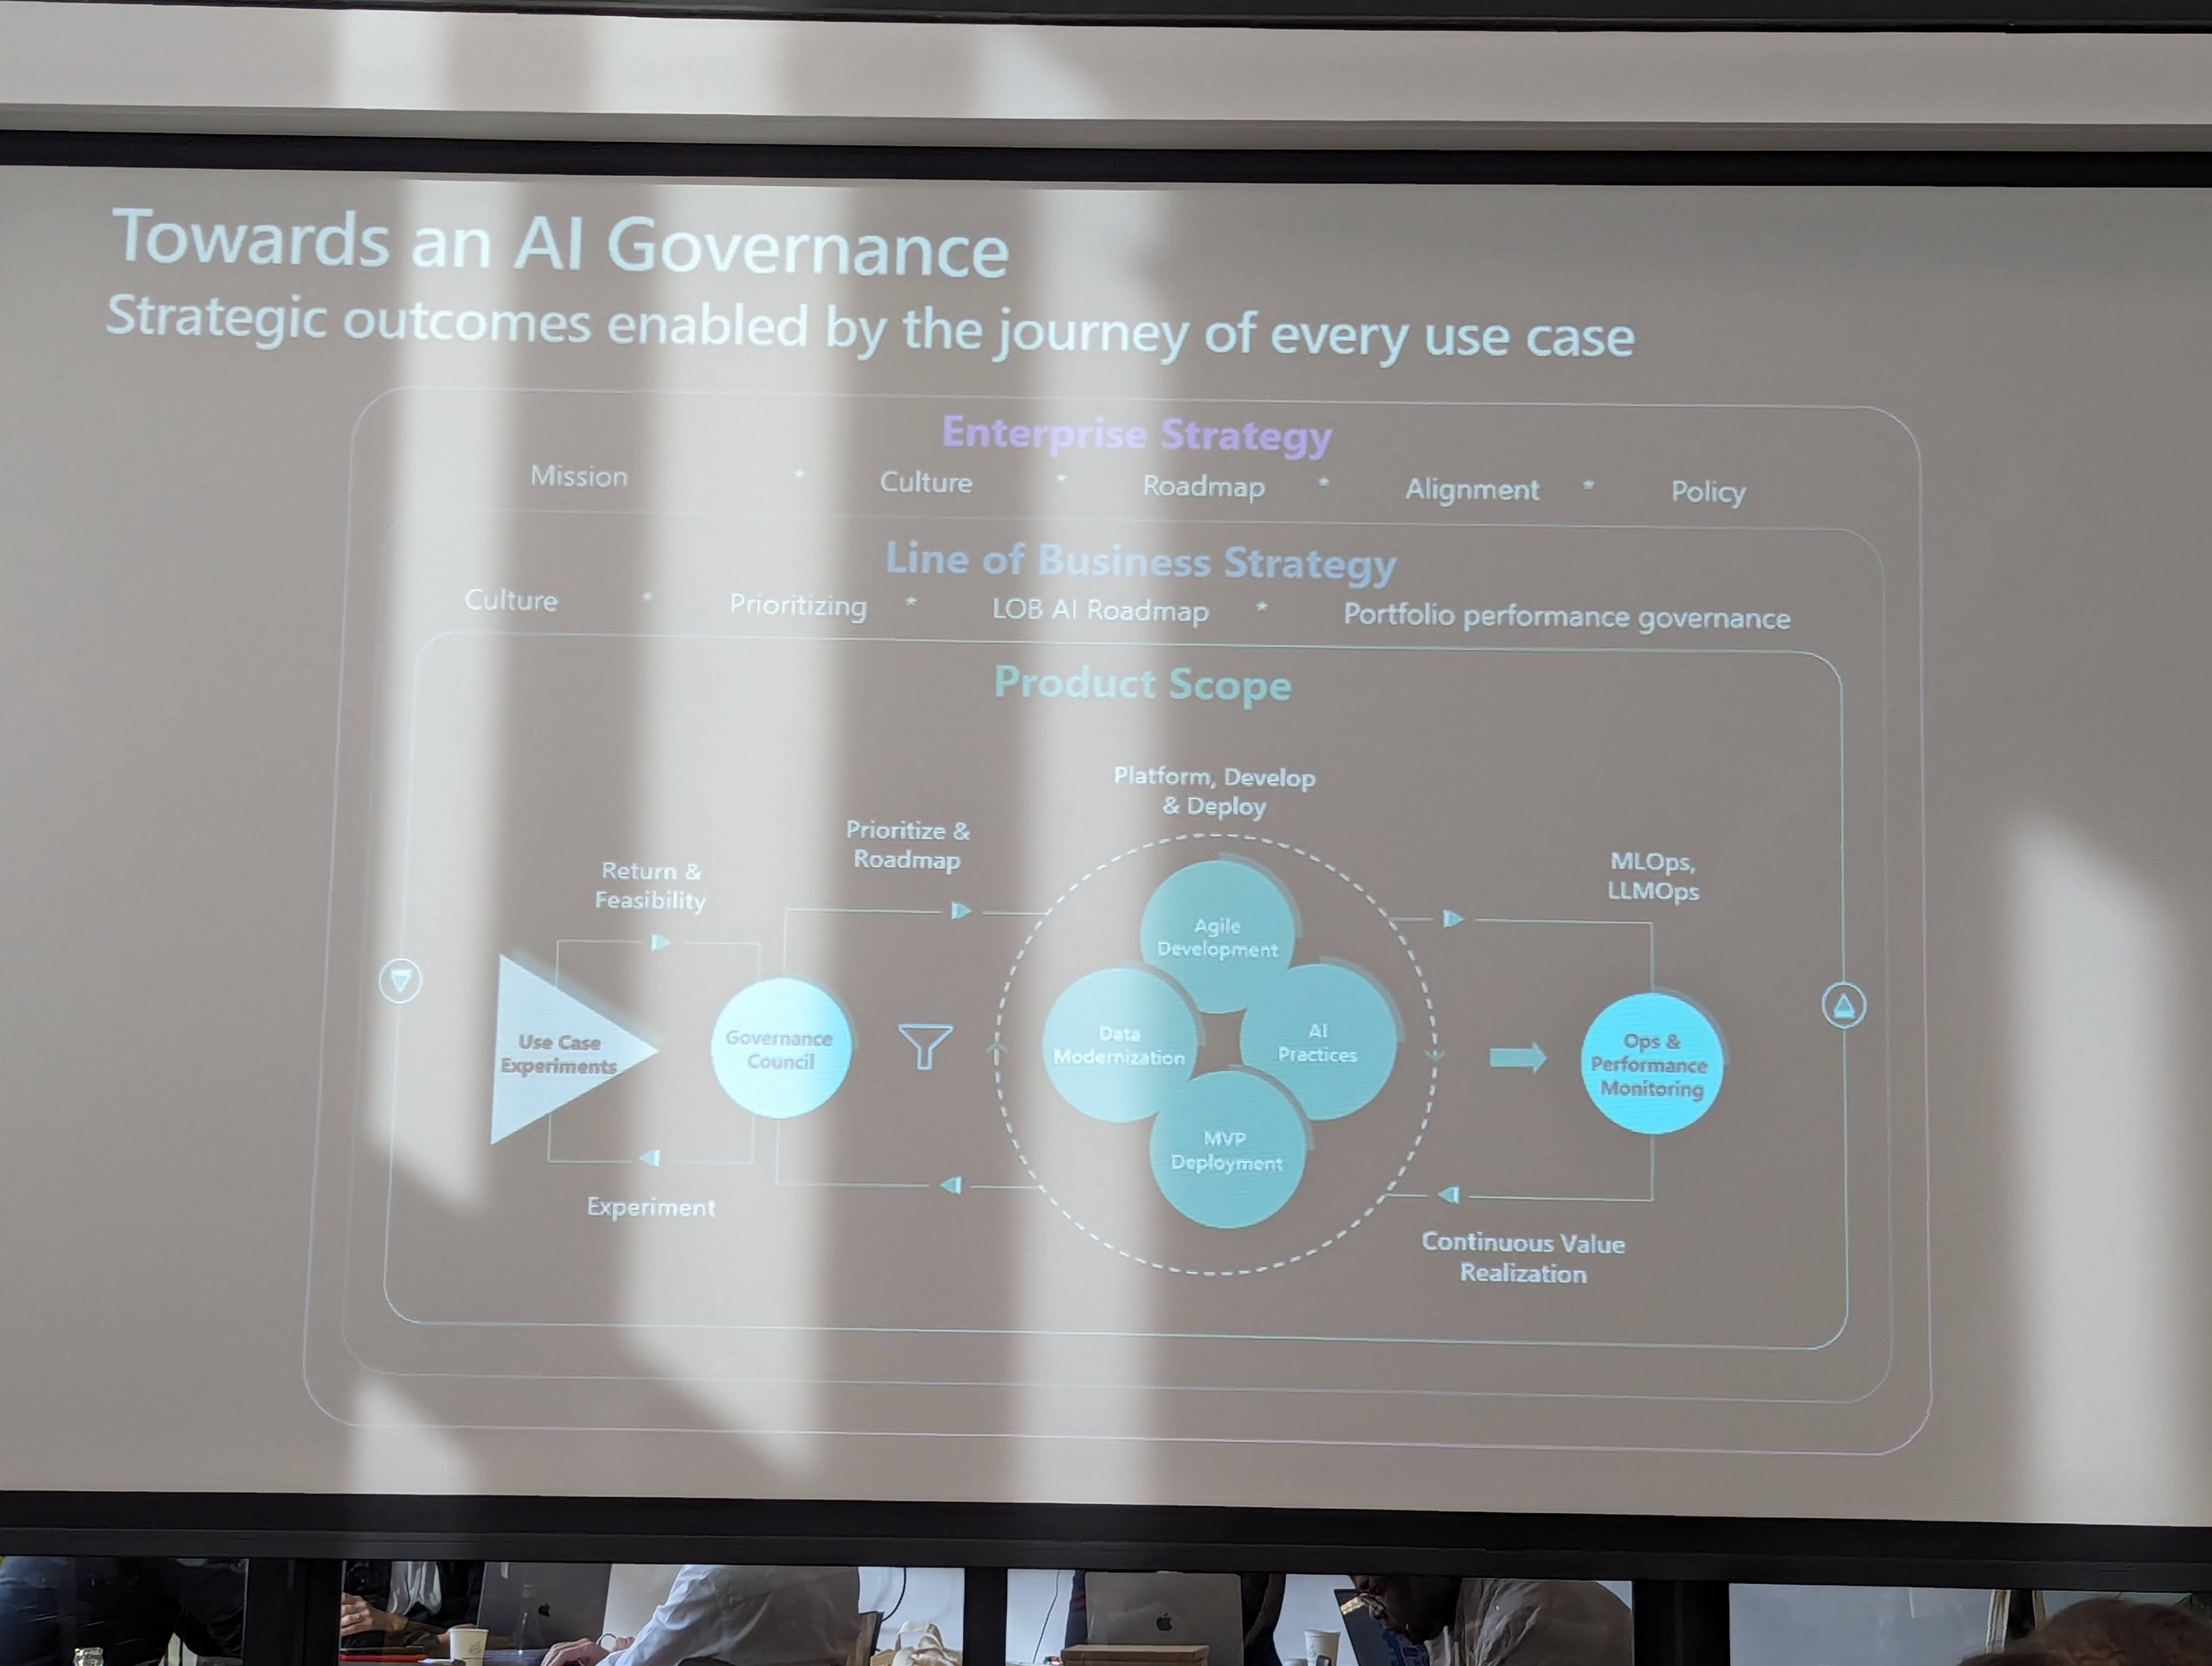 Towards an AI Governance
Strategic outcomes enabled by the journey of every use case
Enterprise Strategy
Mission * Culture * Roadmap * Alignment * Policy
Line of Business Strategy
Culture * Prioritizing * LOB AI Roadmap * Portfolio performance governance
Product Scope
Platform, Develop
& Deploy
Prioritize &
Roadmap
Return &
Feasibility
MLOps,
LLMOps
Agile
Development
Use Case
Experiments
Governance
Council
Data
Modernization
AI
Practices
Ops &
Performance
Monitoring
MVP
Deployment
Experiment
Continuous Value
Realization